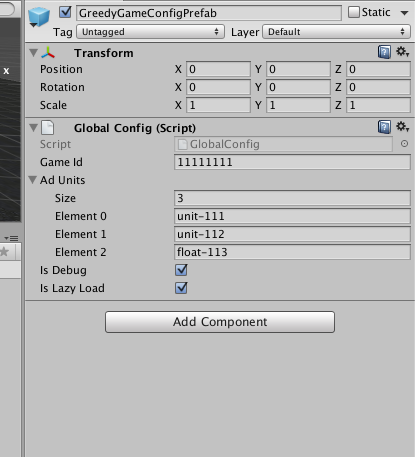 GreedyGameConfigPrefab Static
Tag Untagged Layer Default
x Transform
Position X 0 Y 0 Z 0
Rotation X 0 Y 0 Z 0
Scale X 1 Y 1 Z 1
Global Config (Script)
Script GlobalConfig
Game Id 11111111
Ad Units
Size 3
Element 0 unit-111
Element 1 unit-112
Element 2 float-113
Is Debug
Is Lazy Load
Add Component